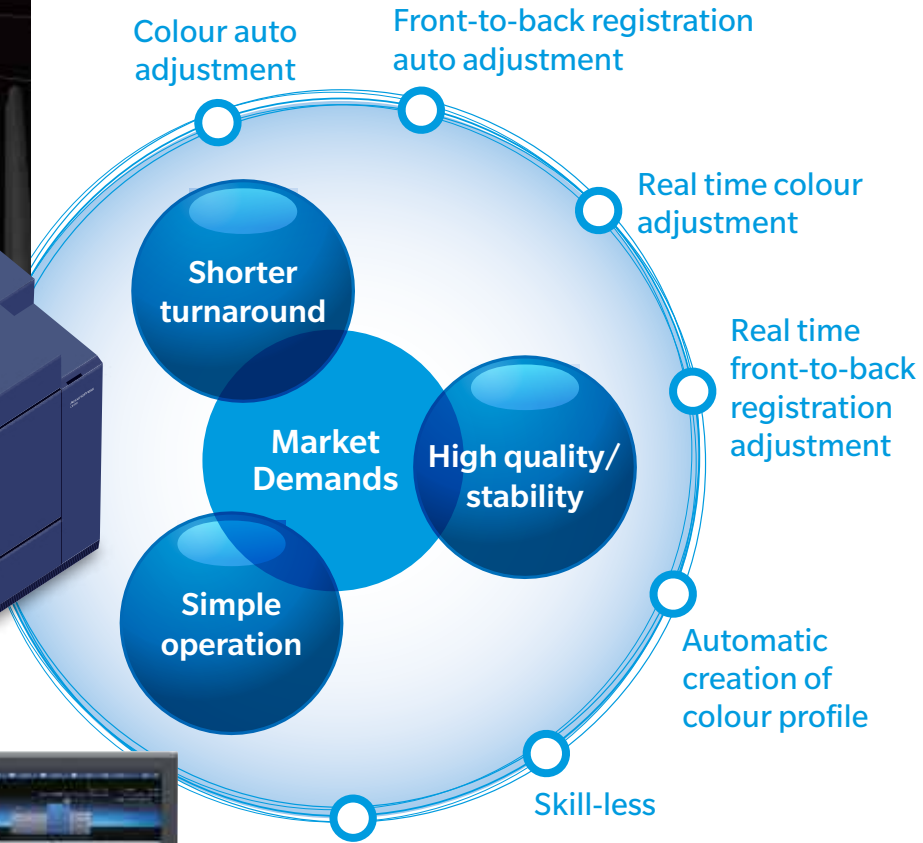 Colour auto
adjustment
Front-to-back registration
auto adjustment
Real time colour
adjustment
Real time
front-to-back
registration
adjustment
Shorter
turnaround
Market
Demands
High quality/
stability
Simple
operation
Automatic
creation of
colour profile
Skill-less